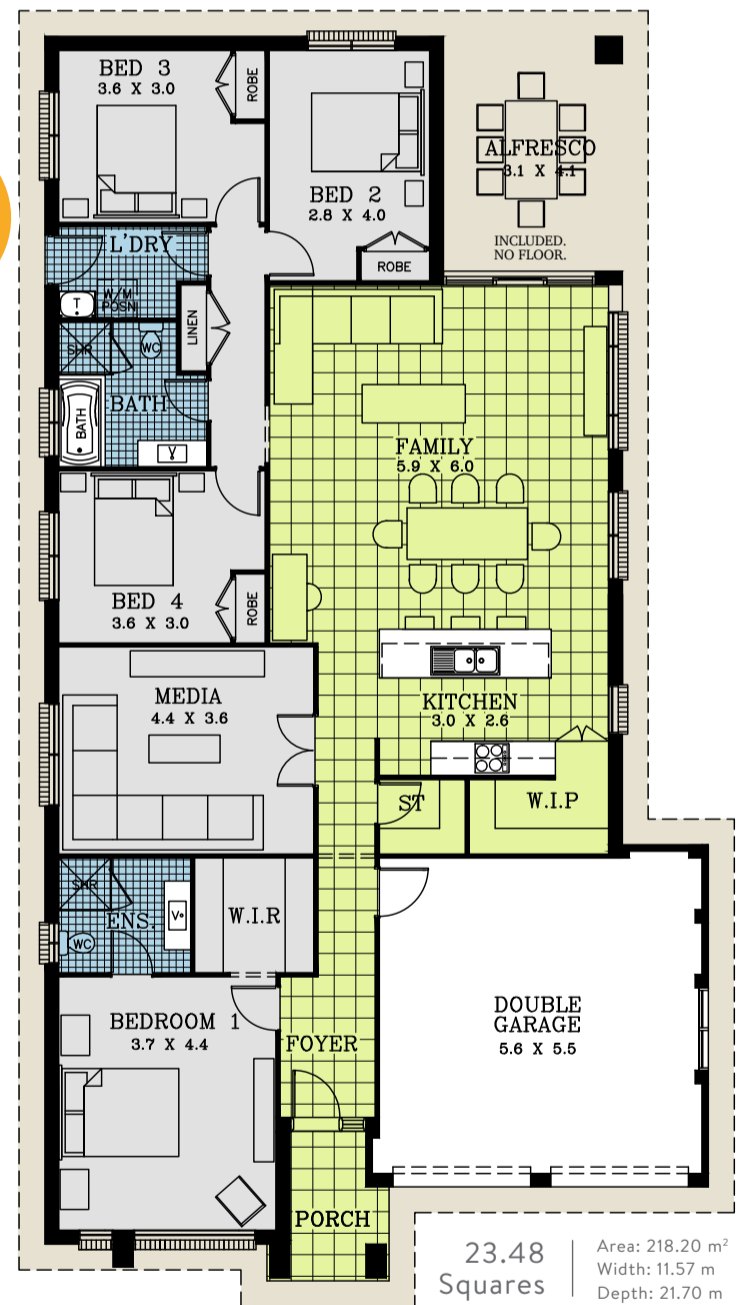 BED 3
3.6 X 3.0
ROBE
BED 2
2.8 X 4.0
ROBE
ALFRESCO
3.1 X 4.1
INCLUDED.
NO FLOOR.
L'DRY
T
W/M
POSN
LINEN
SHR
WC
BATH
BATH
V
FAMILY
5.9 X 6.0
BED 4
3.6 X 3.0
ROBE
MEDIA
4.4 X 3.6
KITCHEN
3.0 X 2.6
ST
W.I.P
SHR
ENS.
V
WC
W.I.R
BEDROOM 1
3.7 X 4.4
FOYER
DOUBLE
GARAGE
5.6 X 5.5
PORCH
23.48
Squares
Area: 218.20 m²
Width: 11.57 m
Depth: 21.70 m